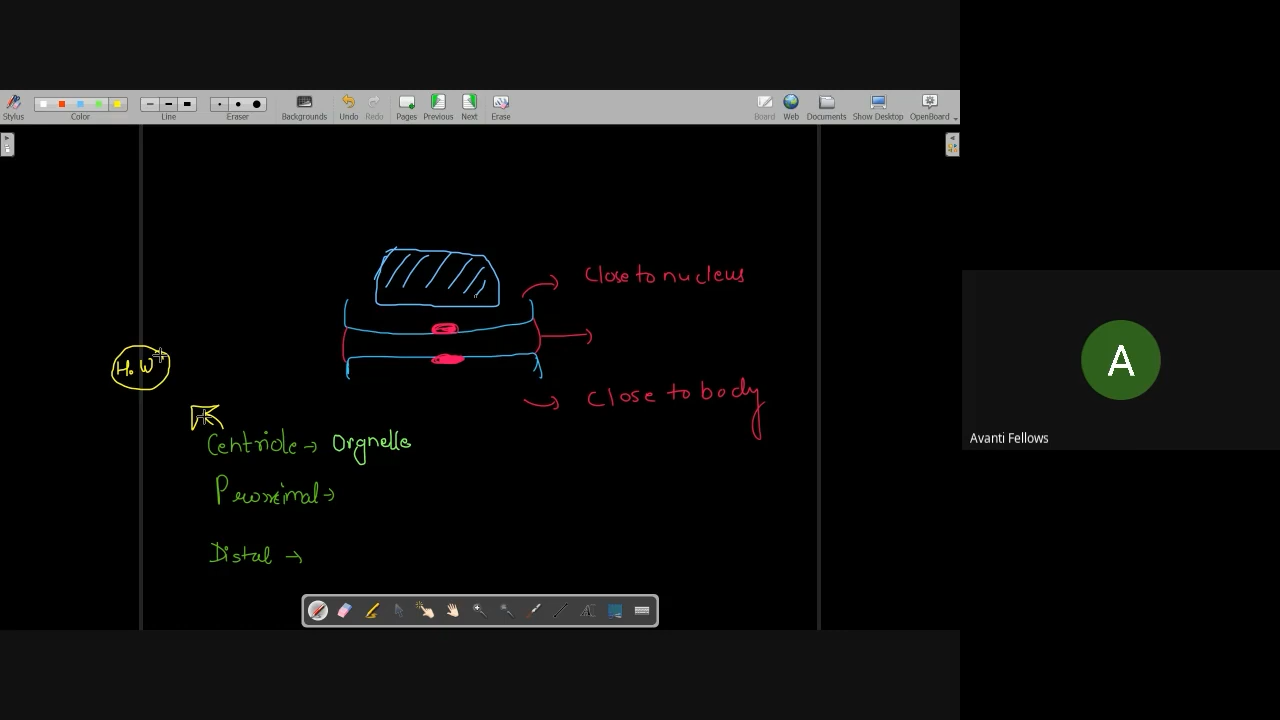 Stylus
Color
Line
Eraser
Backgrounds
Undo
Redo
Pages
Previous
Next
Erase
Board
Web
Documents
Show Desktop
OpenBoard
Close to nucleus
H.W
Close to body
Centriole → Orgnelle
Proximal →
Distal →
A
Avanti Fellows